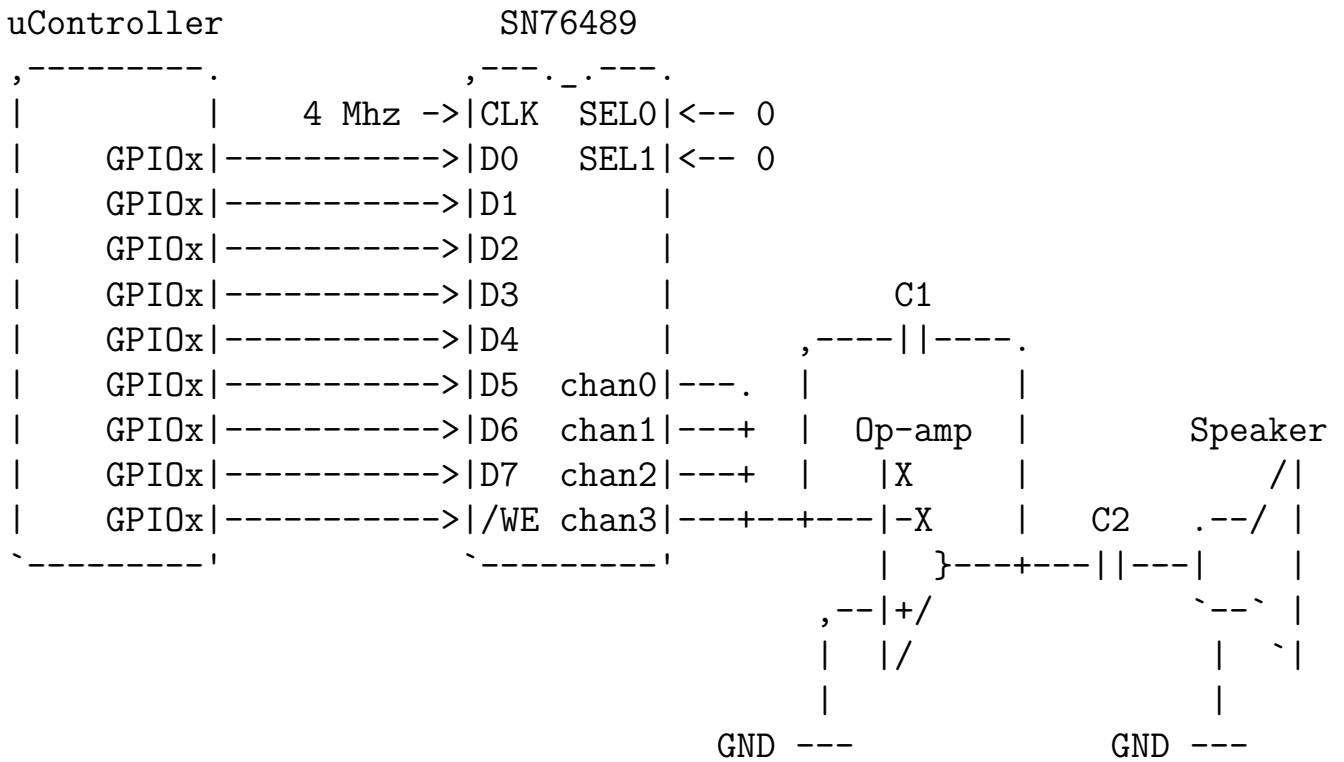 uController                SN76489
,---------.             ,---._.---.
|         |    4 Mhz ->|CLK  SEL0|<-- 0
|    GPIOx|----------->|D0   SEL1|<-- 0
|    GPIOx|----------->|D1       |
|    GPIOx|----------->|D2       |
|    GPIOx|----------->|D3       |          C1
|    GPIOx|----------->|D4       |      ,----||----.
|    GPIOx|----------->|D5  chan0|---.  |          |
|    GPIOx|----------->|D6  chan1|---+  |  Op-amp  |        Speaker
|    GPIOx|----------->|D7  chan2|---+  |   |X     |            /|
|    GPIOx|----------->|/WE chan3|---+--+---|-X    |   C2   .--/ |
`---------'            `---------'          |  }---+---||---|    |
                                         ,--|+/             `--` |
                                         |  |/               |  `|
                                         |                   |
                                    GND ---             GND ---